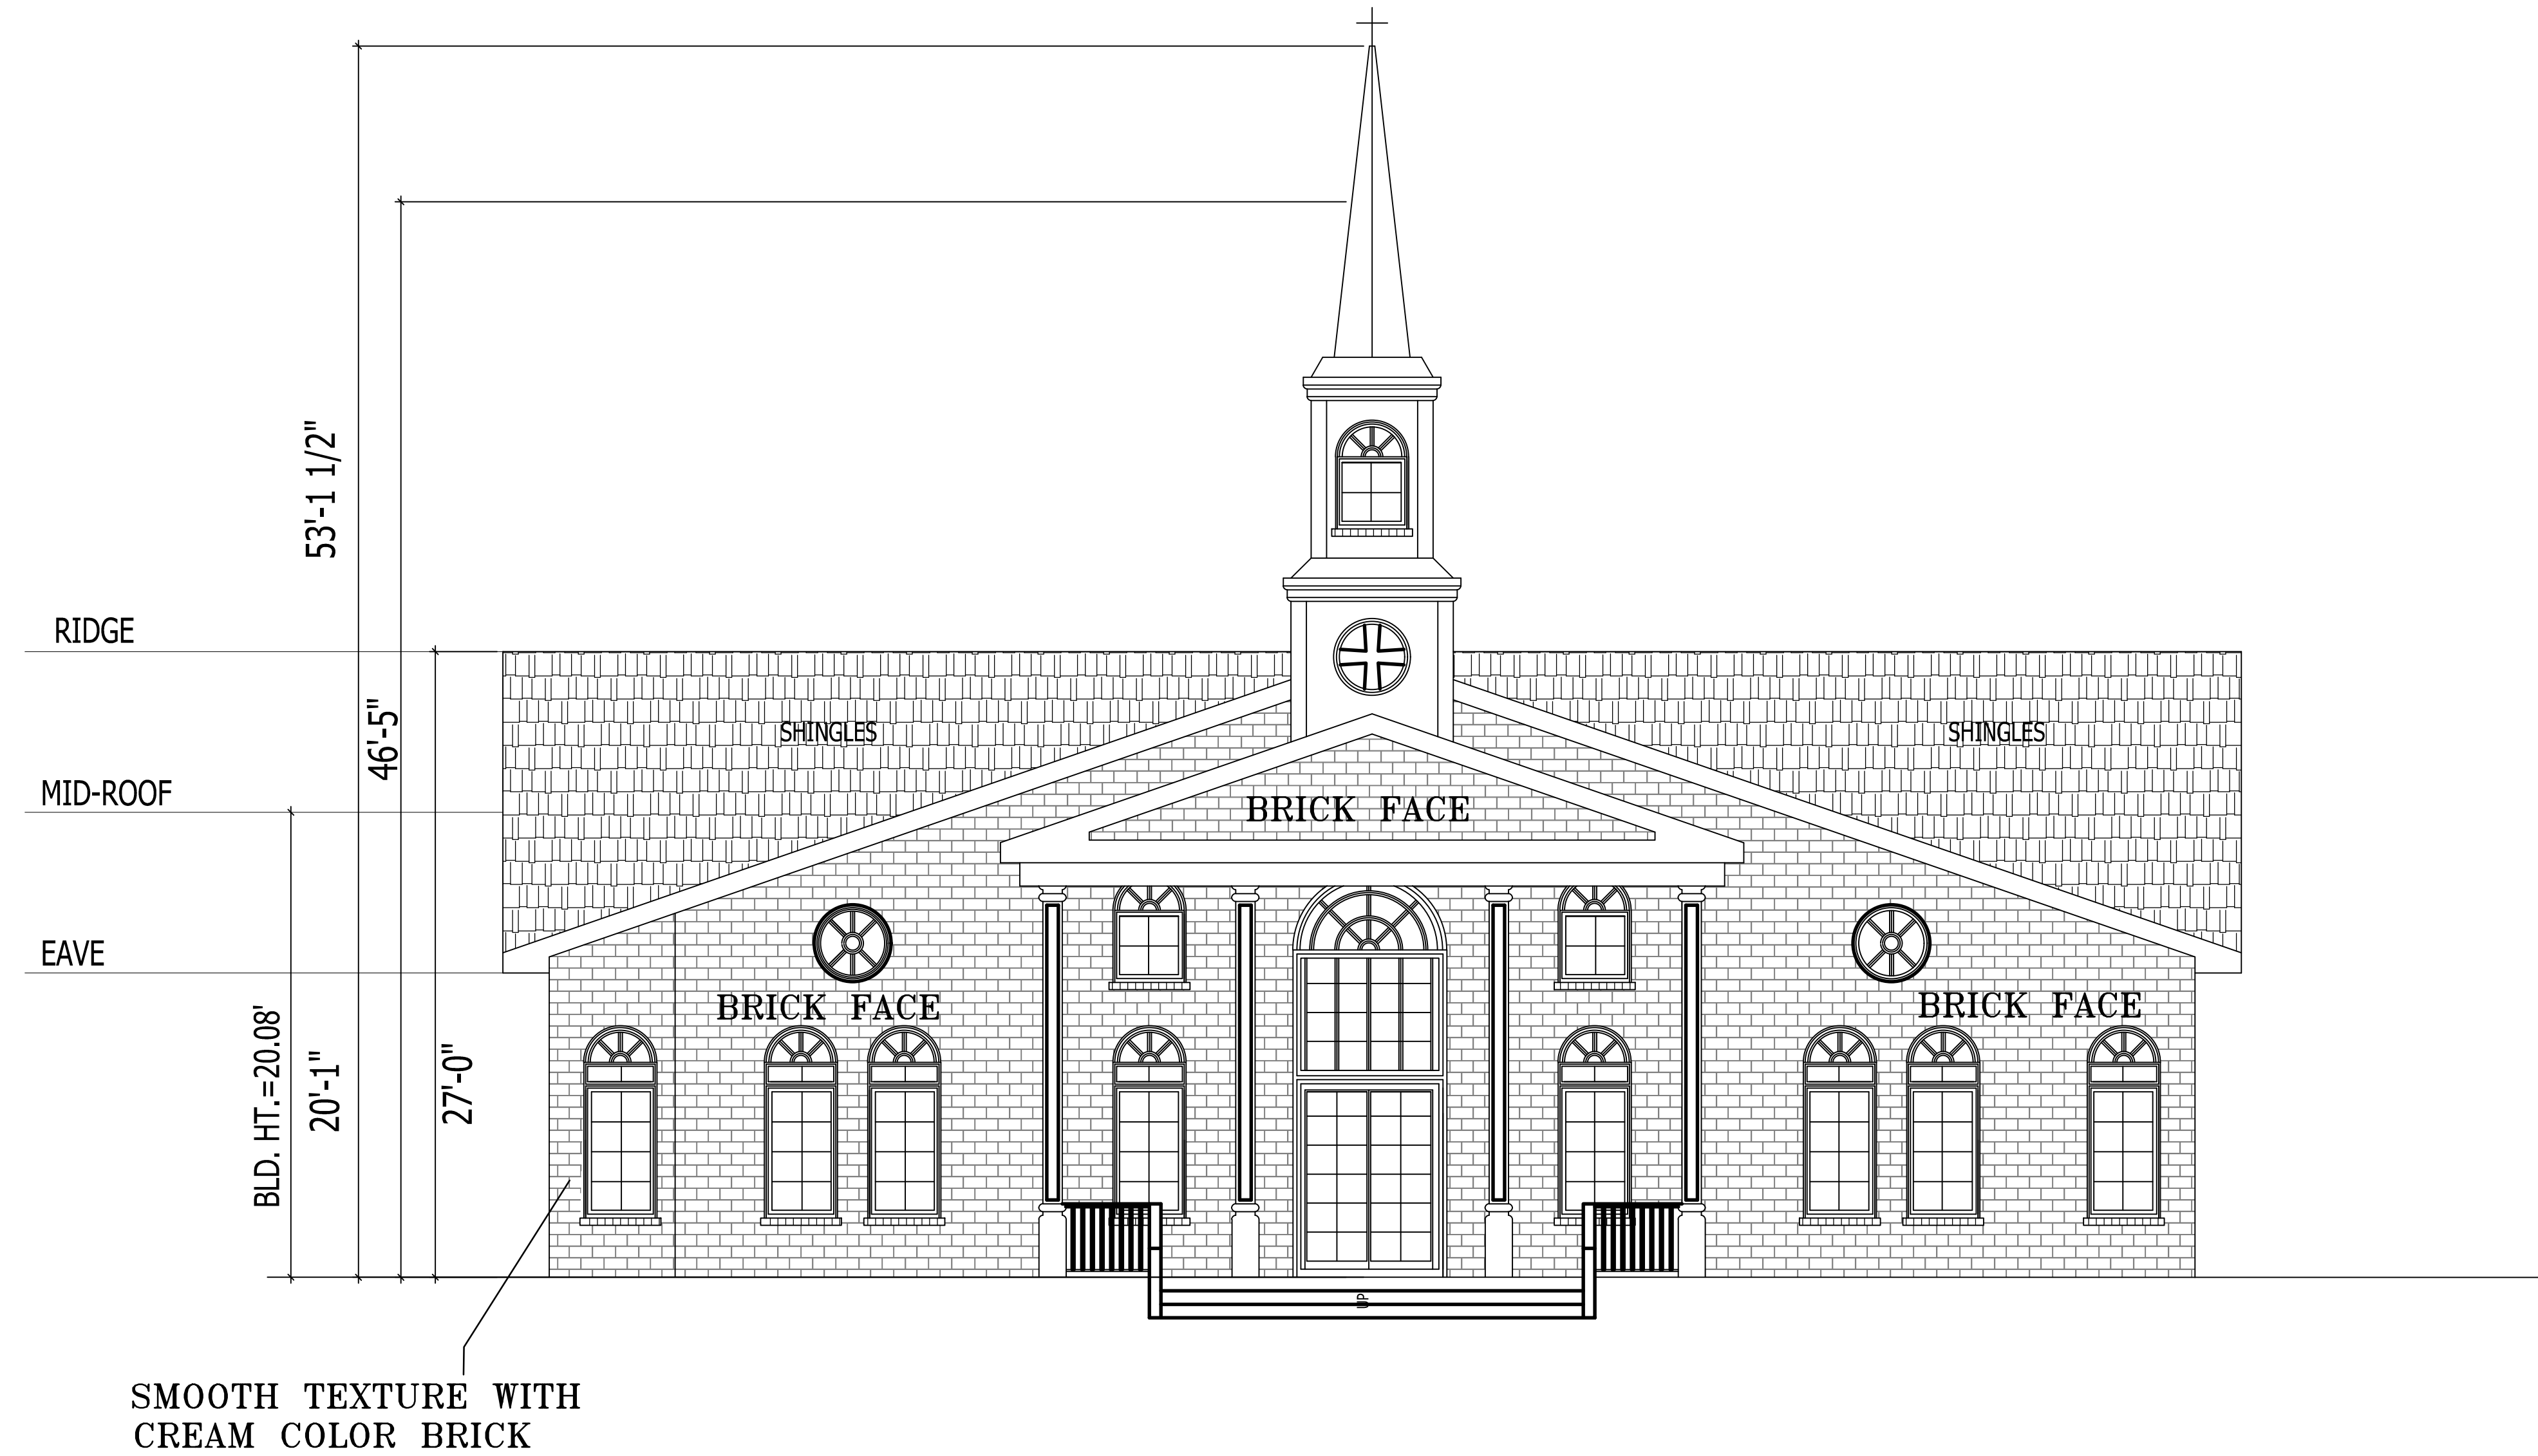 53'-1 1/2"
RIDGE
46'-5"
SHINGLES
SHINGLES
MID-ROOF
BRICK FACE
EAVE
BRICK FACE
BRICK FACE
BLD. HT.=20.08'
20'-1"
27'-0"
UP
SMOOTH TEXTURE WITH
CREAM COLOR BRICK